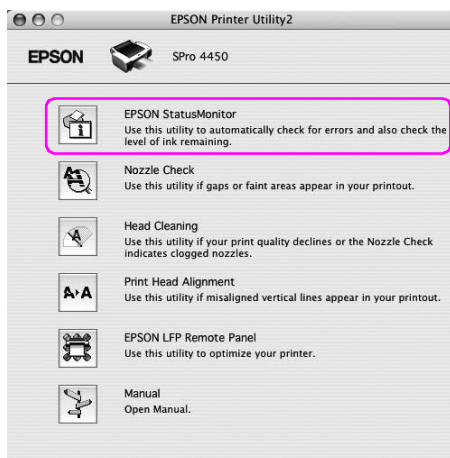 EPSON Printer Utility2
EPSON SPro 4450
EPSON StatusMonitor
Use this utility to automatically check for errors and also check the
level of ink remaining.
Nozzle Check
Use this utility if gaps or faint areas appear in your printout.
Head Cleaning
Use this utility if your print quality declines or the Nozzle Check
indicates clogged nozzles.
A A Print Head Alignment
Use this utility if misaligned vertical lines appear in your printout.
EPSON LFP Remote Panel
Use this utility to optimize your printer.
Manual
Open Manual.